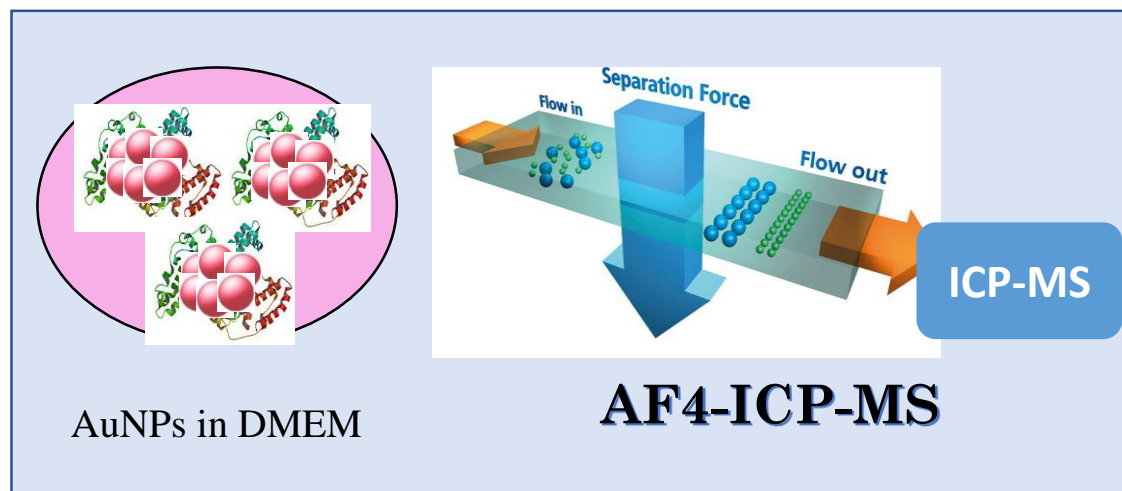 Separation Force
Flow in
Flow out
ICP-MS
AuNPs in DMEM
AF4-ICP-MS